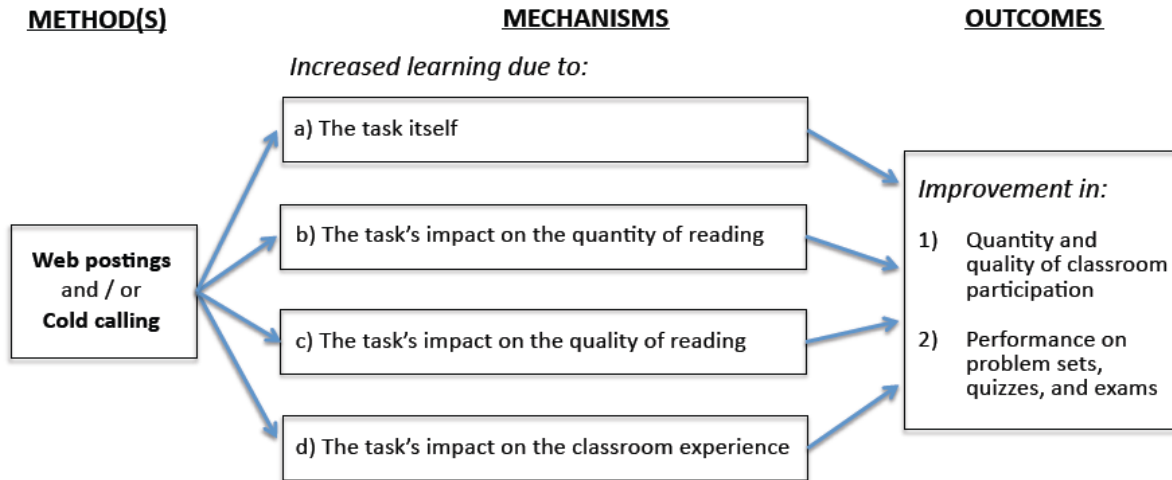 METHOD(S)
MECHANISMS
OUTCOMES
Increased learning due to:
a) The task itself
b) The task's impact on the quantity of reading
c) The task's impact on the quality of reading
d) The task's impact on the classroom experience
Web postings
and / or
Cold calling
Improvement in:
1) Quantity and
quality of classroom
participation
2) Performance on
problem sets,
quizzes, and exams